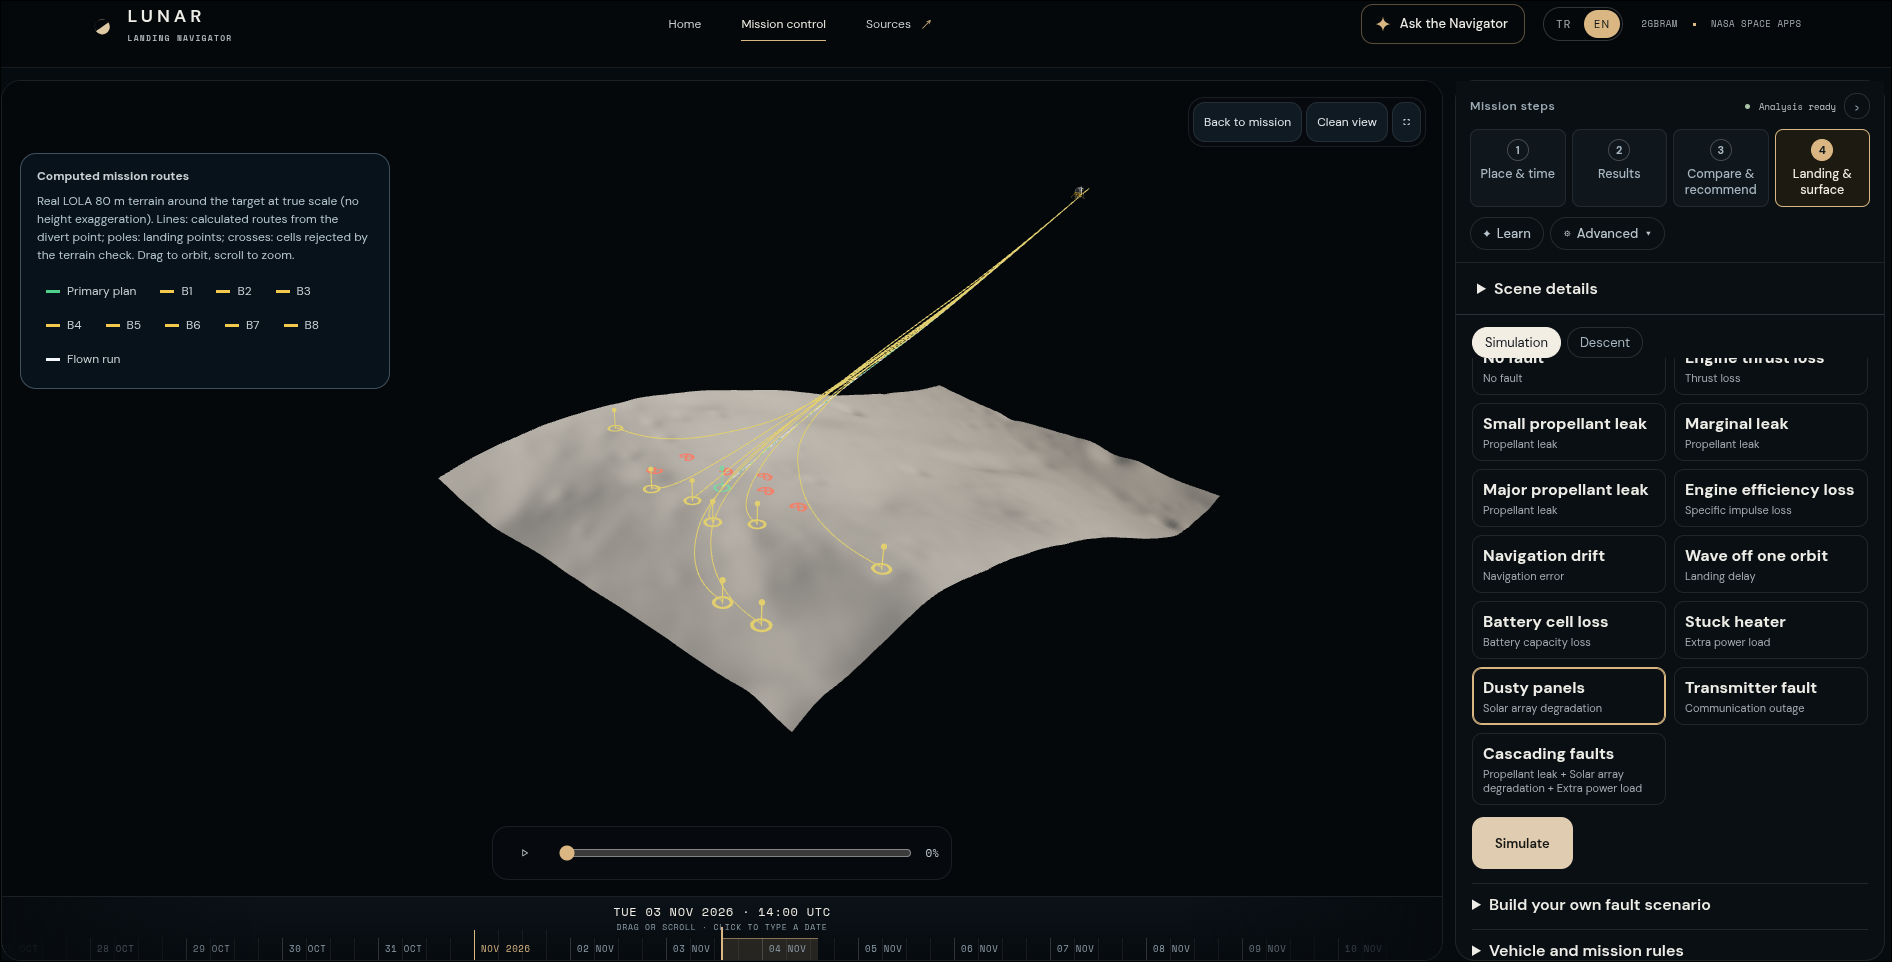 LUNAR
LANDING NAVIGATOR
Home
Mission control
Sources
Ask the Navigator
TR
EN
2GBRAM
NASA SPACE APPS
Back to mission
Clean view
Computed mission routes
Real LOLA 80 m terrain around the target at true scale (no
height exaggeration). Lines: calculated routes from the
divert point; poles: landing points; crosses: cells rejected by
the terrain check. Drag to orbit, scroll to zoom.
Primary plan
B1
B2
B3
B4
B5
B6
B7
B8
Flown run
0%
TUE 03 NOV 2026 · 14:00 UTC
DRAG OR SCROLL · CLICK TO TYPE A DATE
OCT
28 OCT
29 OCT
30 OCT
31 OCT
NOV 2026
02 NOV
03 NOV
04 NOV
05 NOV
06 NOV
07 NOV
08 NOV
09 NOV
10 NOV
Mission steps
Analysis ready
1
Place & time
2
Results
3
Compare &
recommend
4
Landing &
surface
Learn
Advanced
Scene details
Simulation
Descent
No fault
No fault
Engine thrust loss
Thrust loss
Small propellant leak
Propellant leak
Marginal leak
Propellant leak
Major propellant leak
Propellant leak
Engine efficiency loss
Specific impulse loss
Navigation drift
Navigation error
Wave off one orbit
Landing delay
Battery cell loss
Battery capacity loss
Stuck heater
Extra power load
Dusty panels
Solar array degradation
Transmitter fault
Communication outage
Cascading faults
Propellant leak + Solar array
degradation + Extra power load
Simulate
Build your own fault scenario
Vehicle and mission rules